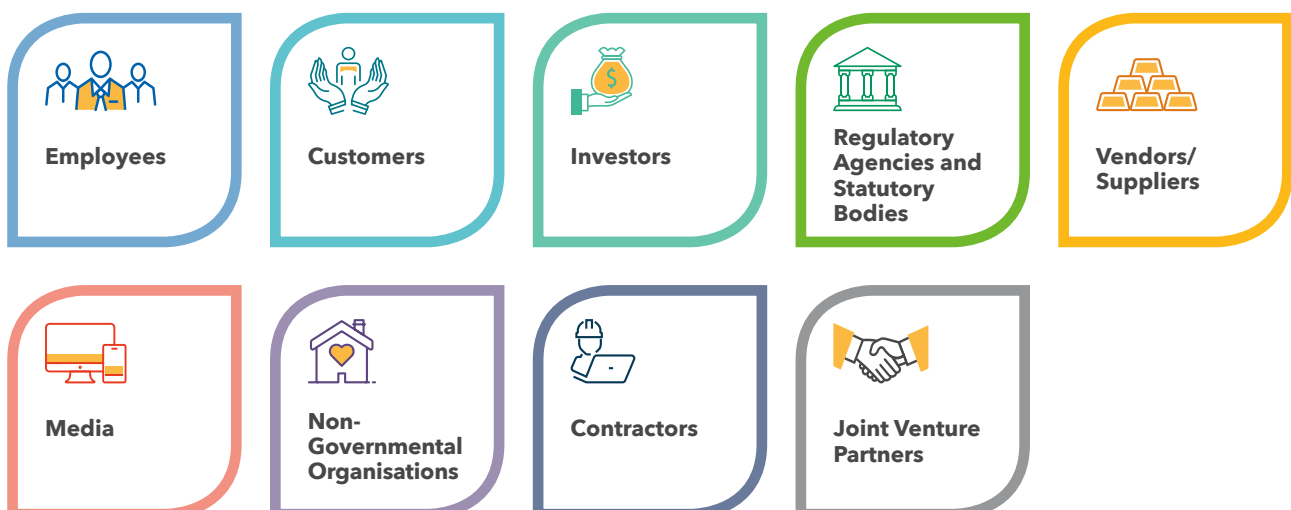 Employees
Customers
Investors
Regulatory
Agencies and
Statutory
Bodies
Vendors/
Suppliers
Media
Non-
Governmental
Organisations
Contractors
Joint Venture
Partners